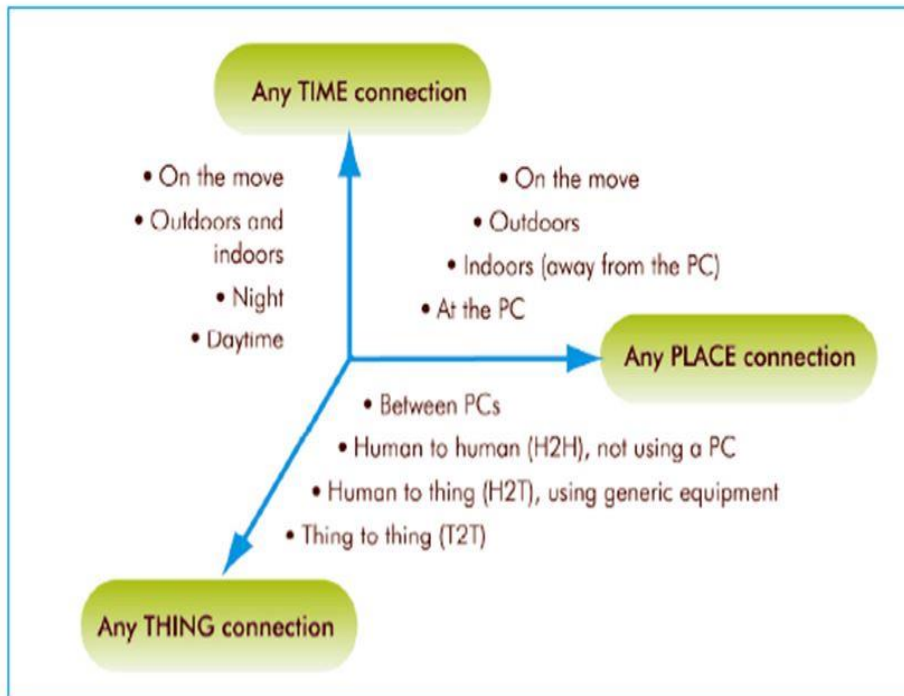 Any TIME connection
• On the move
• Outdoors and
indoors
• Night
• Daytime
• On the move
• Outdoors
• Indoors (away from the PC)
• At the PC
Any PLACE connection
• Between PCs
• Human to human (H2H), not using a PC
• Human to thing (H2T), using generic equipment
• Thing to thing (T2T)
Any THING connection